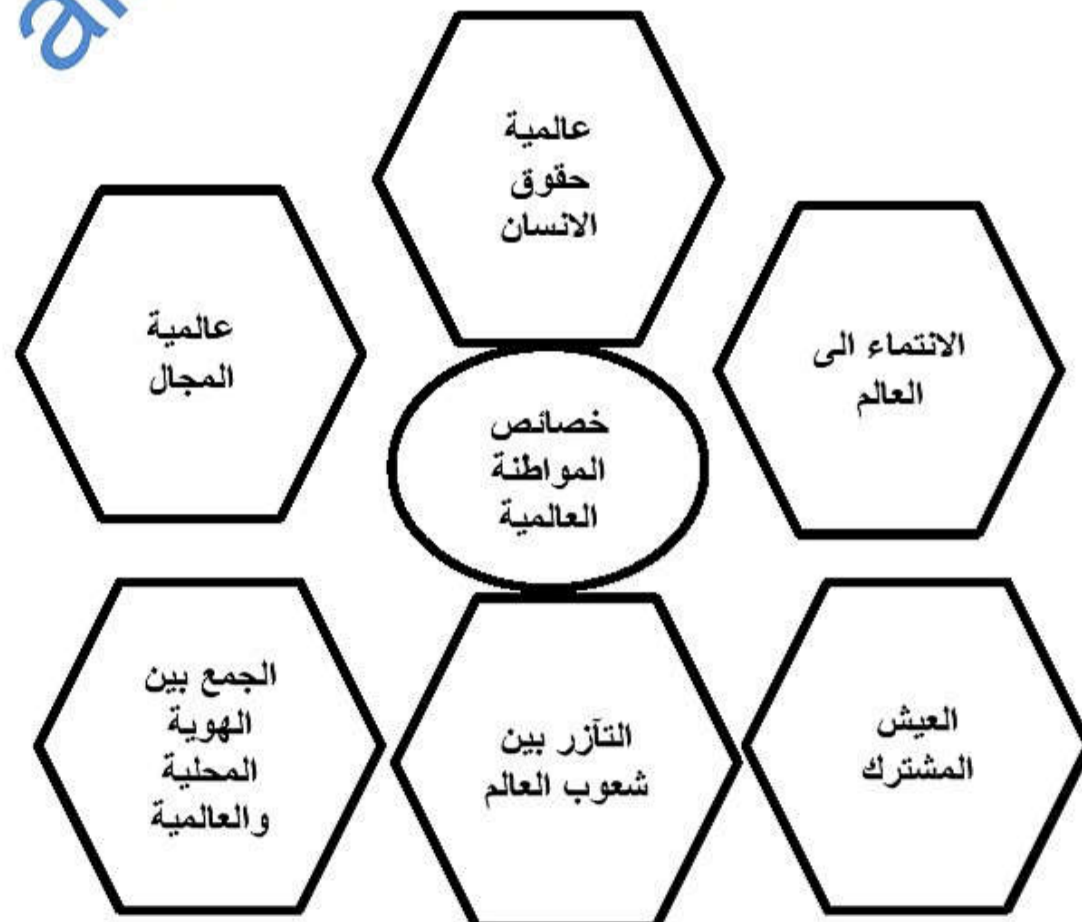 عالمية
حقوق
الانسان
الانتماء الى
العالم
عالمية
المجال
خصائص
المواطنة
العالمية
العيش
المشترك
التآزر بين
شعوب العالم
الجمع بين
الهوية
المحلية
والعالمية